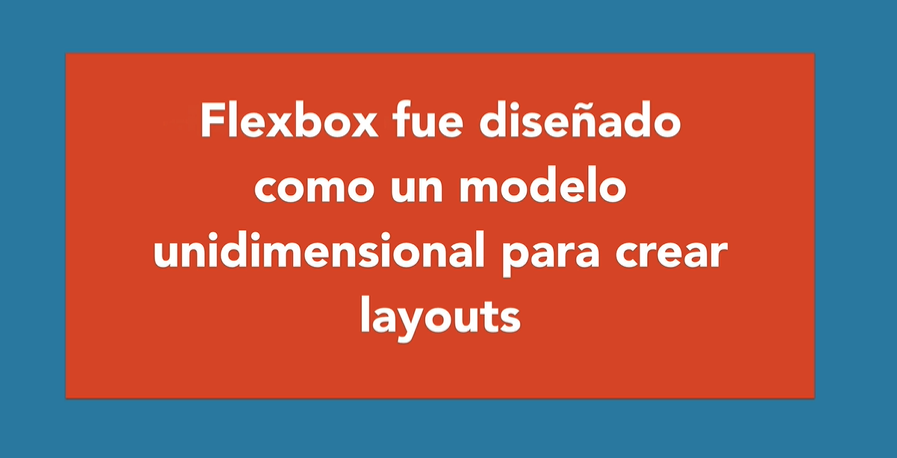 Flexbox fue diseñado
como un modelo
unidimensional para crear
layouts